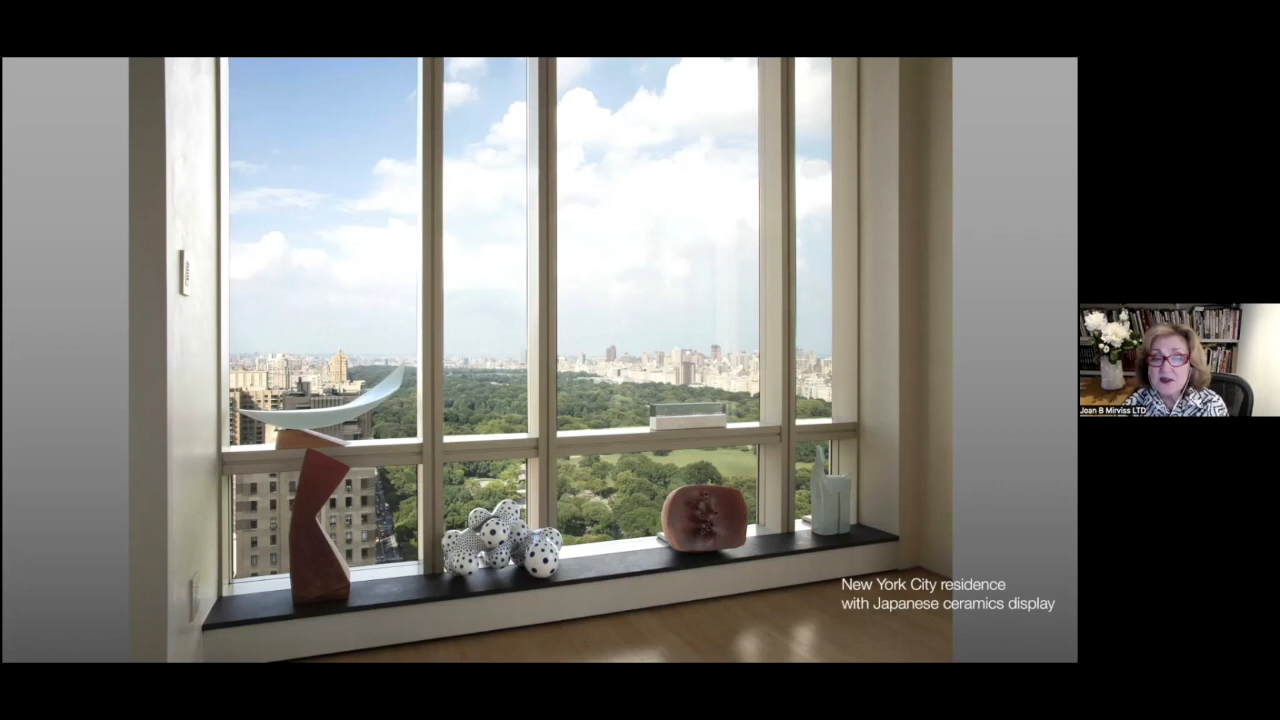 New York City residence
with Japanese ceramics display
Joan B Mirviss LTD